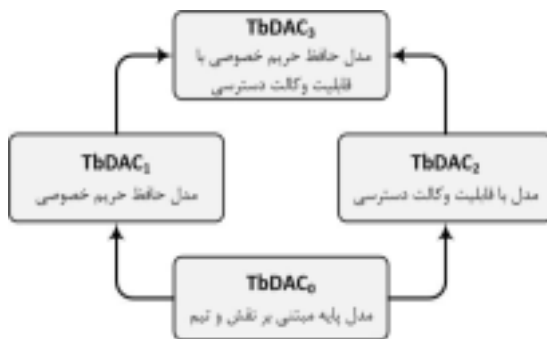 TbDAC₃
مدل حافظ حریم خصوصی با
قابلیت وکالت دسترسی
TbDAC₁
مدل حافظ حریم خصوصی
TbDAC₂
مدل با قابلیت وکالت دسترسی
TbDAC₀
مدل پایه مبتنی بر نقش و تیم